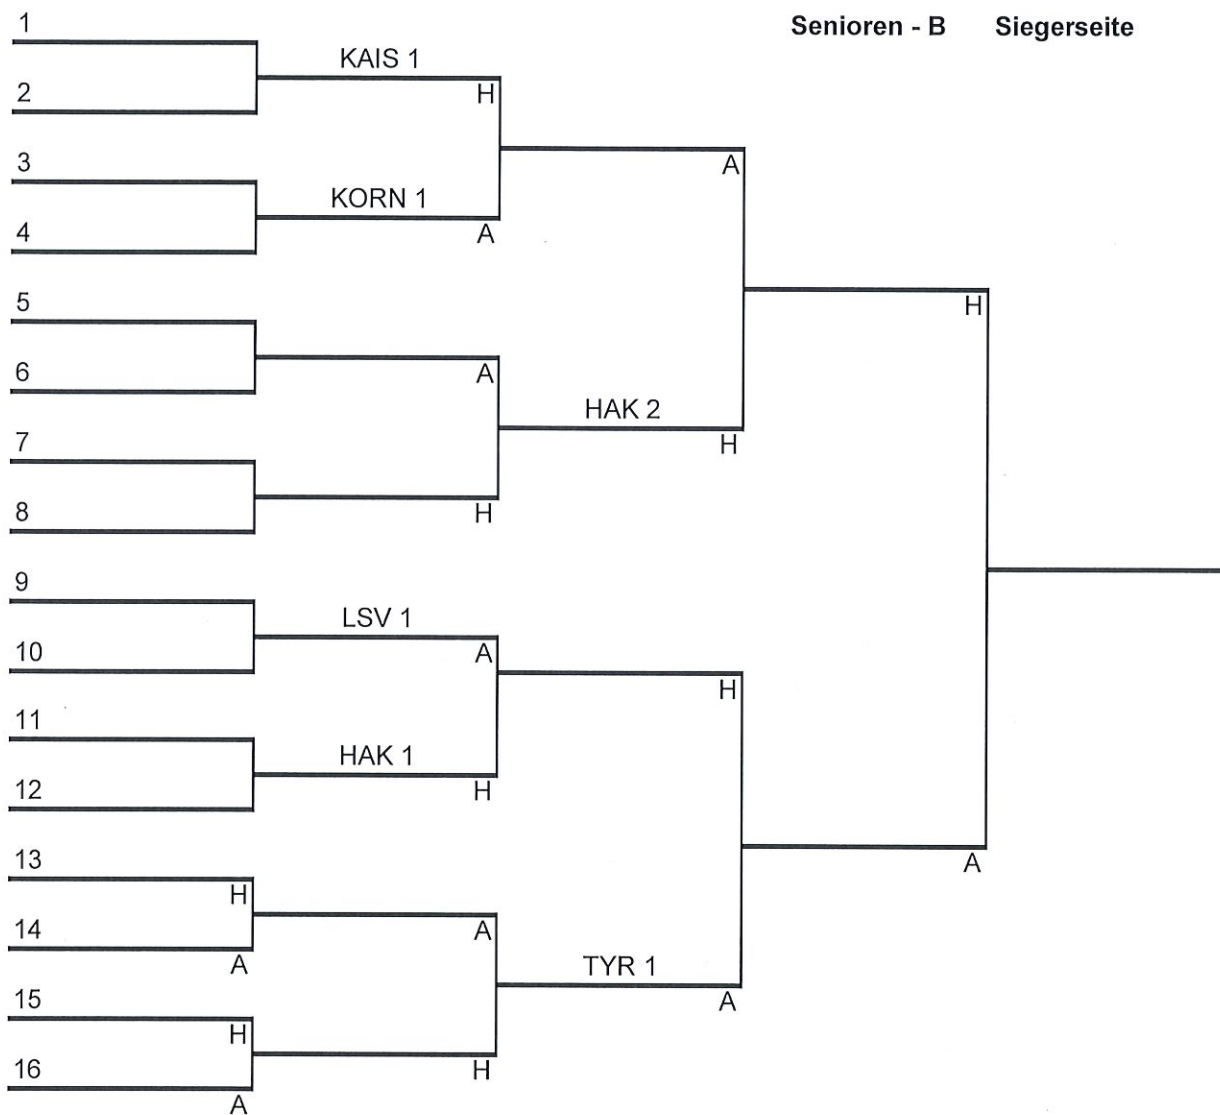 Senioren - B Siegerseite
1
KAIS 1
H
2
A
3
KORN 1
A
4
H
5
A
6
HAK 2
H
7
H
8
9
LSV 1
A
10
H
11
HAK 1
H
12
A
13
H
14
A
A
TYR 1
A
15
H
H
16
A